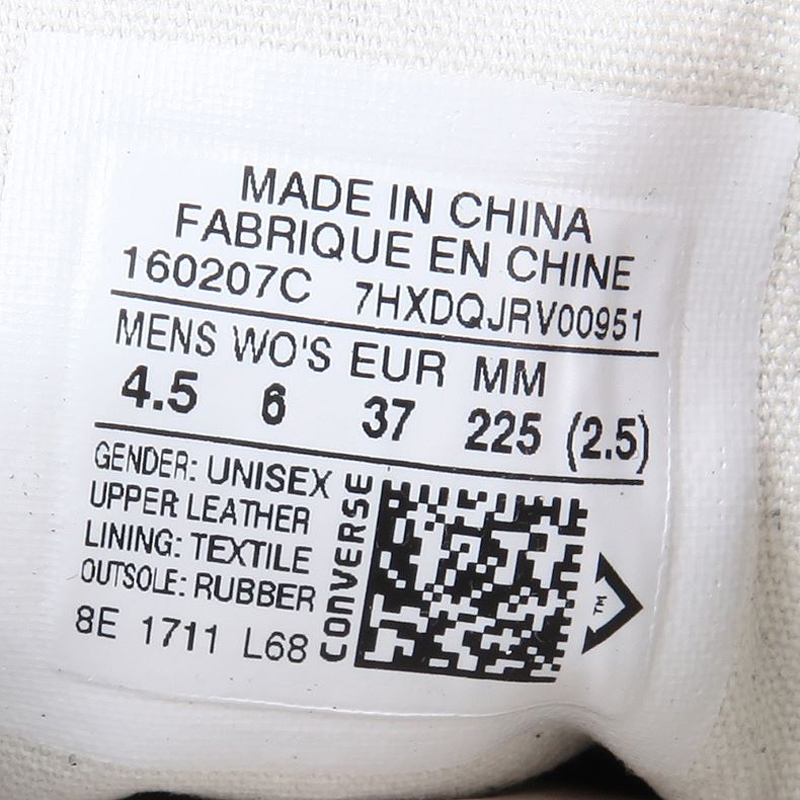 MADE IN CHINA
FABRIQUE EN CHINE
160207C 7HXDQJRV00951
MENS WO'S EUR MM
4.5 6 37 225 (2.5)
GENDER: UNISEX
UPPER: LEATHER
LINING: TEXTILE
OUTSOLE: RUBBER
8E 1711 L68
CONVERSE
TM